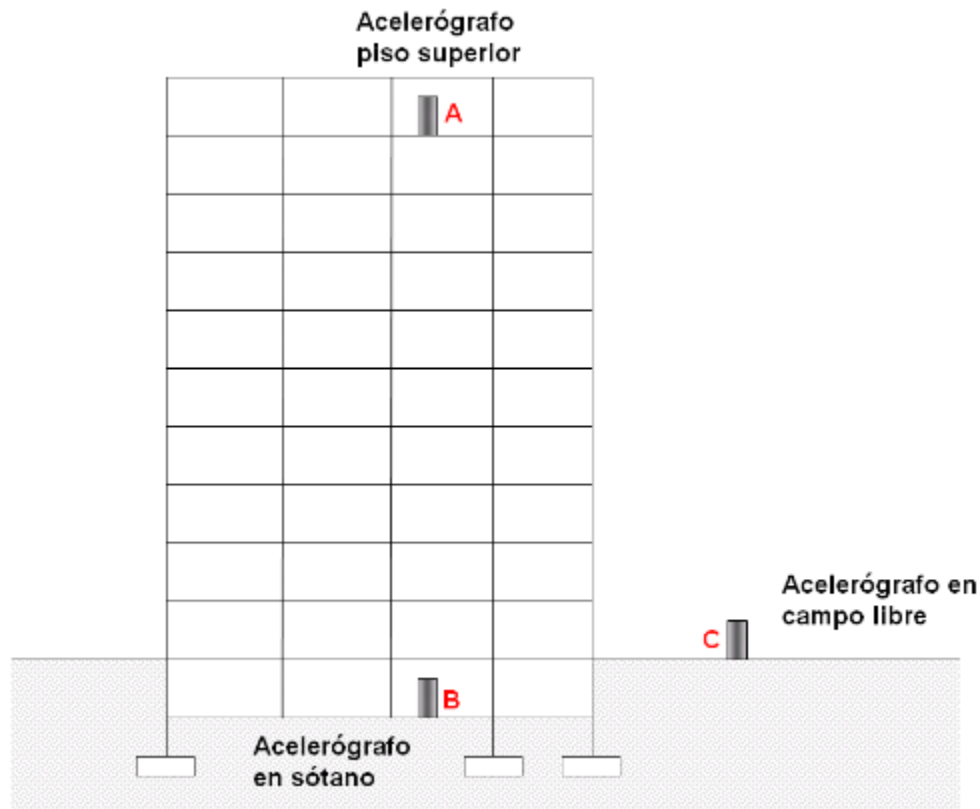 Acelerógrafo
piso superior
A
Acelerógrafo en
campo libre
C
B
Acelerógrafo
en sótano